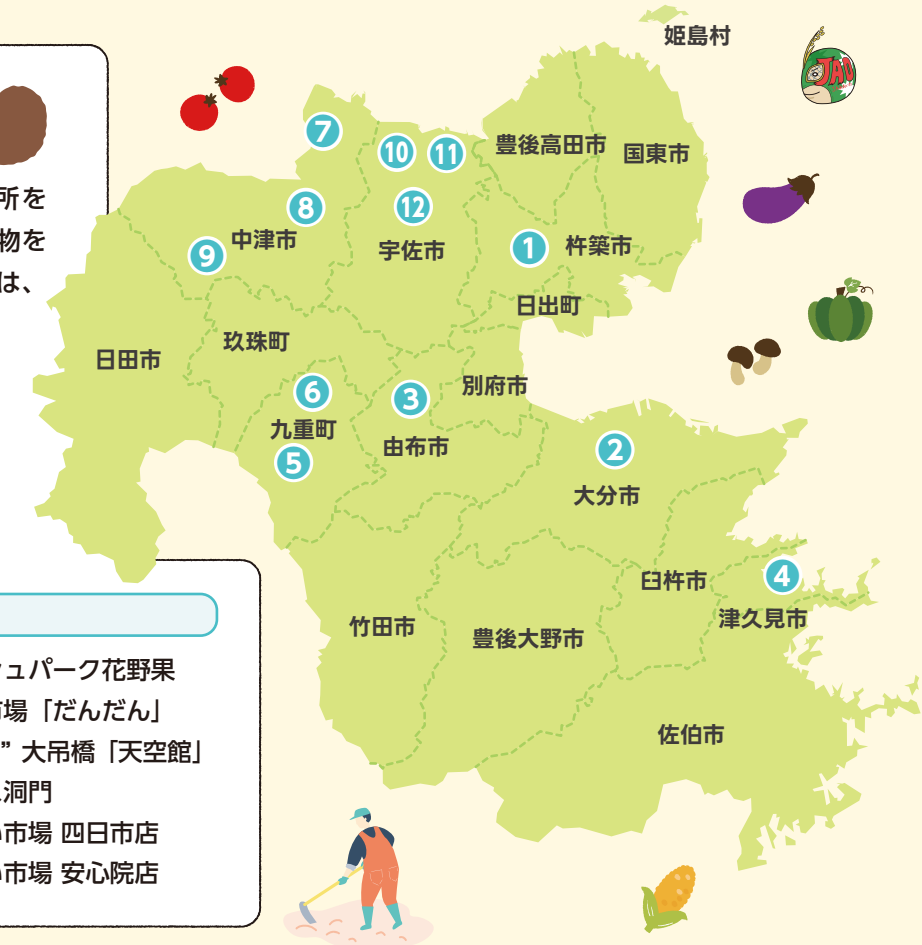 姫島村
JAO
豊後高田市
国東市
7
10
11
8
12
中津市
宇佐市
1
杵築市
9
所を
物を
は、
日出町
玖珠町
日田市
別府市
6
3
九重町
由布市
5
2
大分市
臼杵市
4
津久見市
竹田市
豊後大野市
佐伯市
ュパーク花野果
市場「だんだん」
”大吊橋「天空館」
洞門
市場 四日市店
市場 安心院店